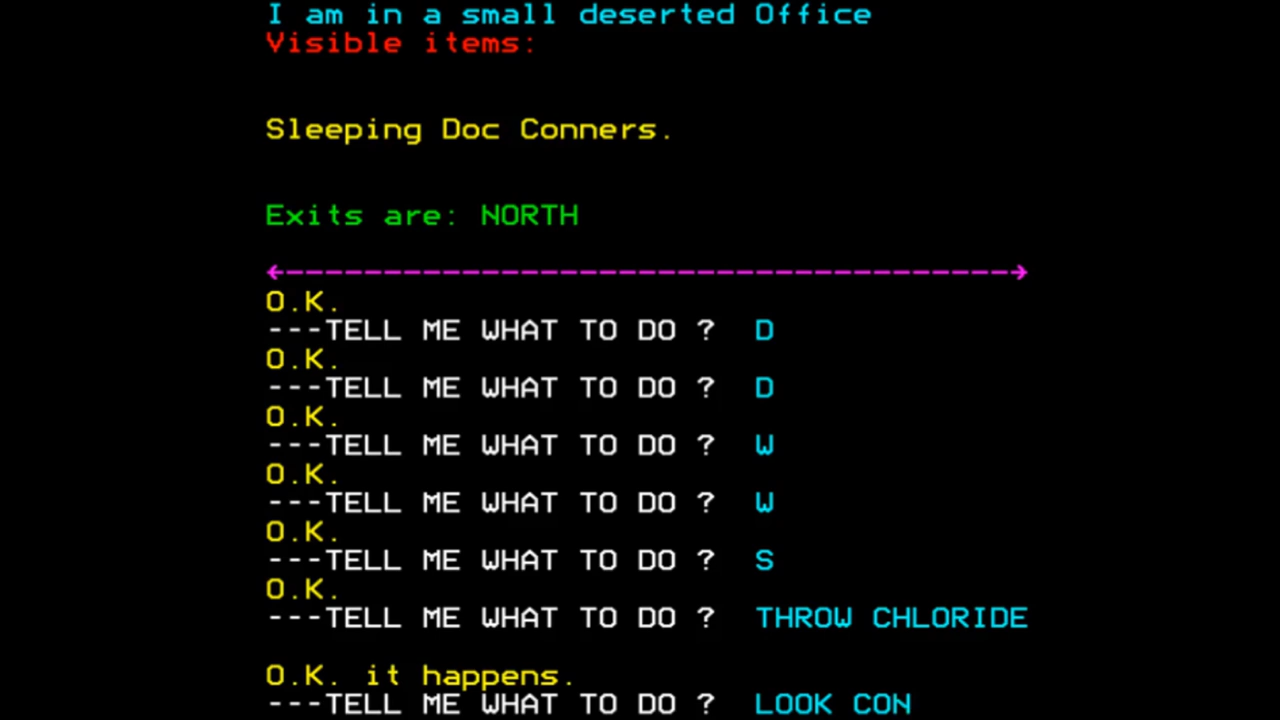 I am in a small deserted Office
Visible items:
Sleeping Doc Conners.
Exits are: NORTH
O.K.
---TELL ME WHAT TO DO ? D
O.K.
---TELL ME WHAT TO DO ? D
O.K.
---TELL ME WHAT TO DO ? W
O.K.
---TELL ME WHAT TO DO ? W
O.K.
---TELL ME WHAT TO DO ? S
O.K.
---TELL ME WHAT TO DO ? THROW CHLORIDE
O.K. it happens.
---TELL ME WHAT TO DO ? LOOK CON